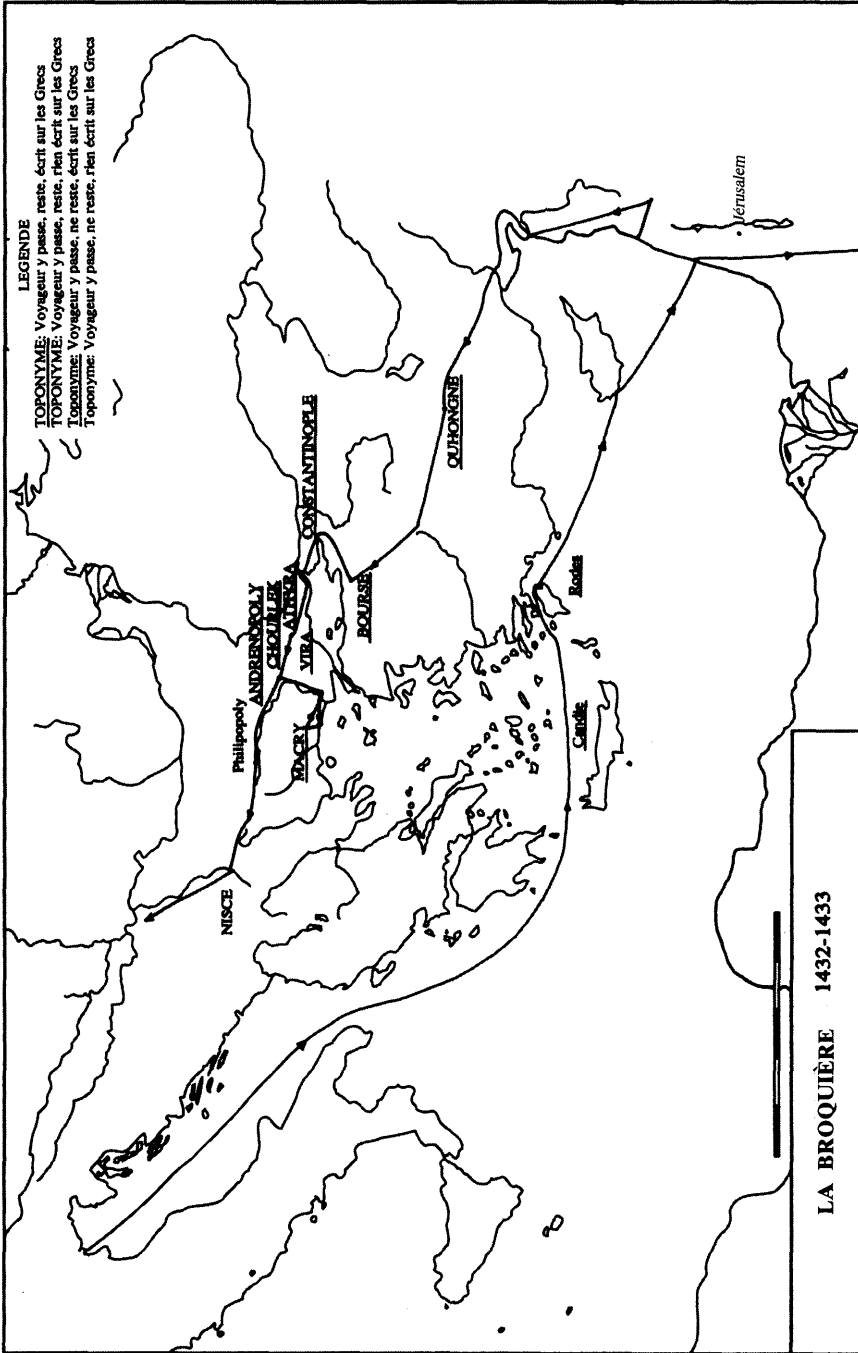 LEGENDE
TOPONYME: Voyageur y passe, reste, écrit sur les Grecs
TOPONYME: Voyageur y passe, reste, rien écrit sur les Grecs
Toponyme: Voyageur y passe, ne reste, écrit sur les Grecs
Toponyme: Voyageur y passe, ne reste, rien écrit sur les Grecs
NISCE
Philipopoly
ANDRENOPOLY
CHOURLEK
ATHYRA
VIRA
MACRY
CONSTANTINOPLE
BOURSE
QUHONGNE
Candie
Rodes
Jérusalem
LA BROQUIÈRE 1432-1433